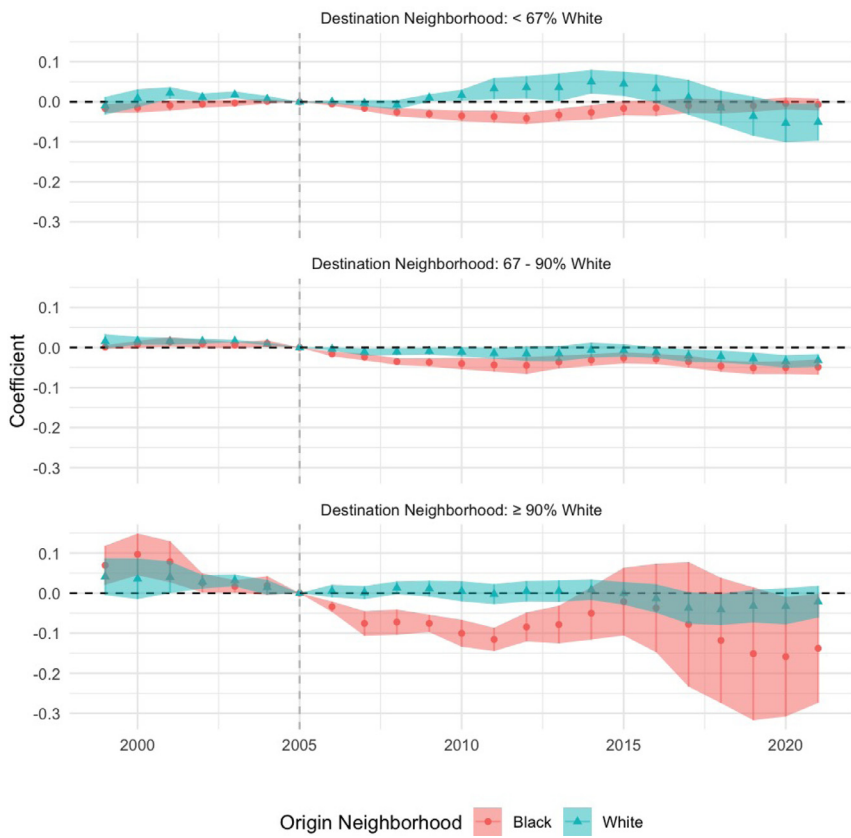 Destination Neighborhood: < 67% White
0.1
0.0
-0.1
-0.2
-0.3
Destination Neighborhood: 67 - 90% White
0.1
0.0
-0.1
-0.2
-0.3
Coefficient
Destination Neighborhood: ≥ 90% White
0.1
0.0
-0.1
-0.2
-0.3
2000 2005 2010 2015 2020
Origin Neighborhood Black White